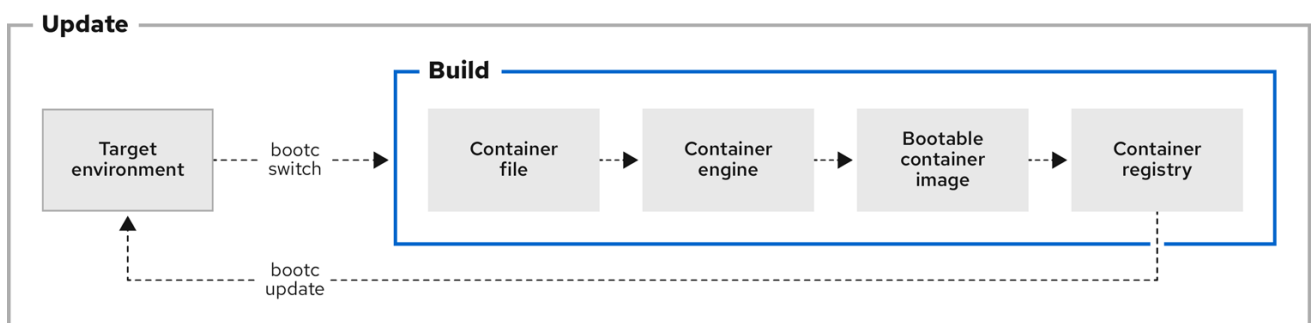 Update
Build
Target
environment
bootc
switch
Container
file
Container
engine
Bootable
container
image
Container
registry
bootc
update